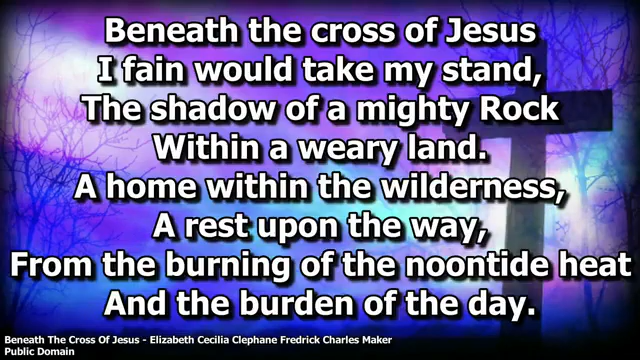 Beneath the cross of Jesus
I fain would take my stand,
The shadow of a mighty Rock
Within a weary land.
A home within the wilderness,
A rest upon the way,
From the burning of the noontide heat
And the burden of the day.
Beneath The Cross Of Jesus - Elizabeth Cecilia Clephane Fredrick Charles Maker
Public Domain